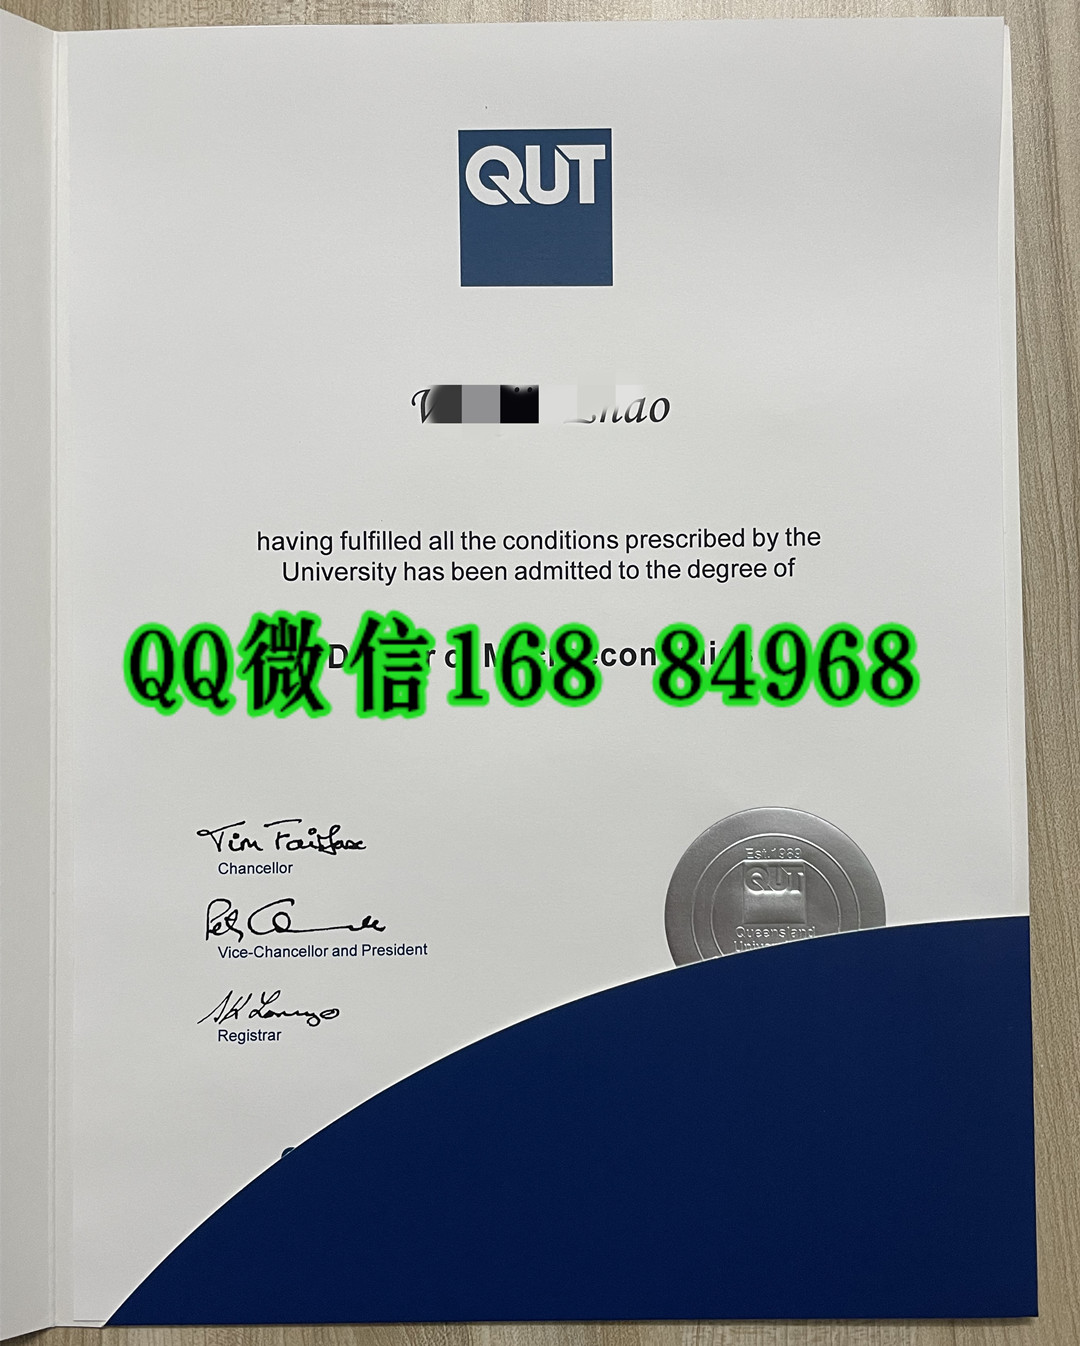 QUT
having fulfilled all the conditions prescribed by the
University has been admitted to the degree of
QQ微信168 84968
Tim Fairfax
Chancellor
Vice-Chancellor and President
Registrar
Est.1989
QUT
Queensland